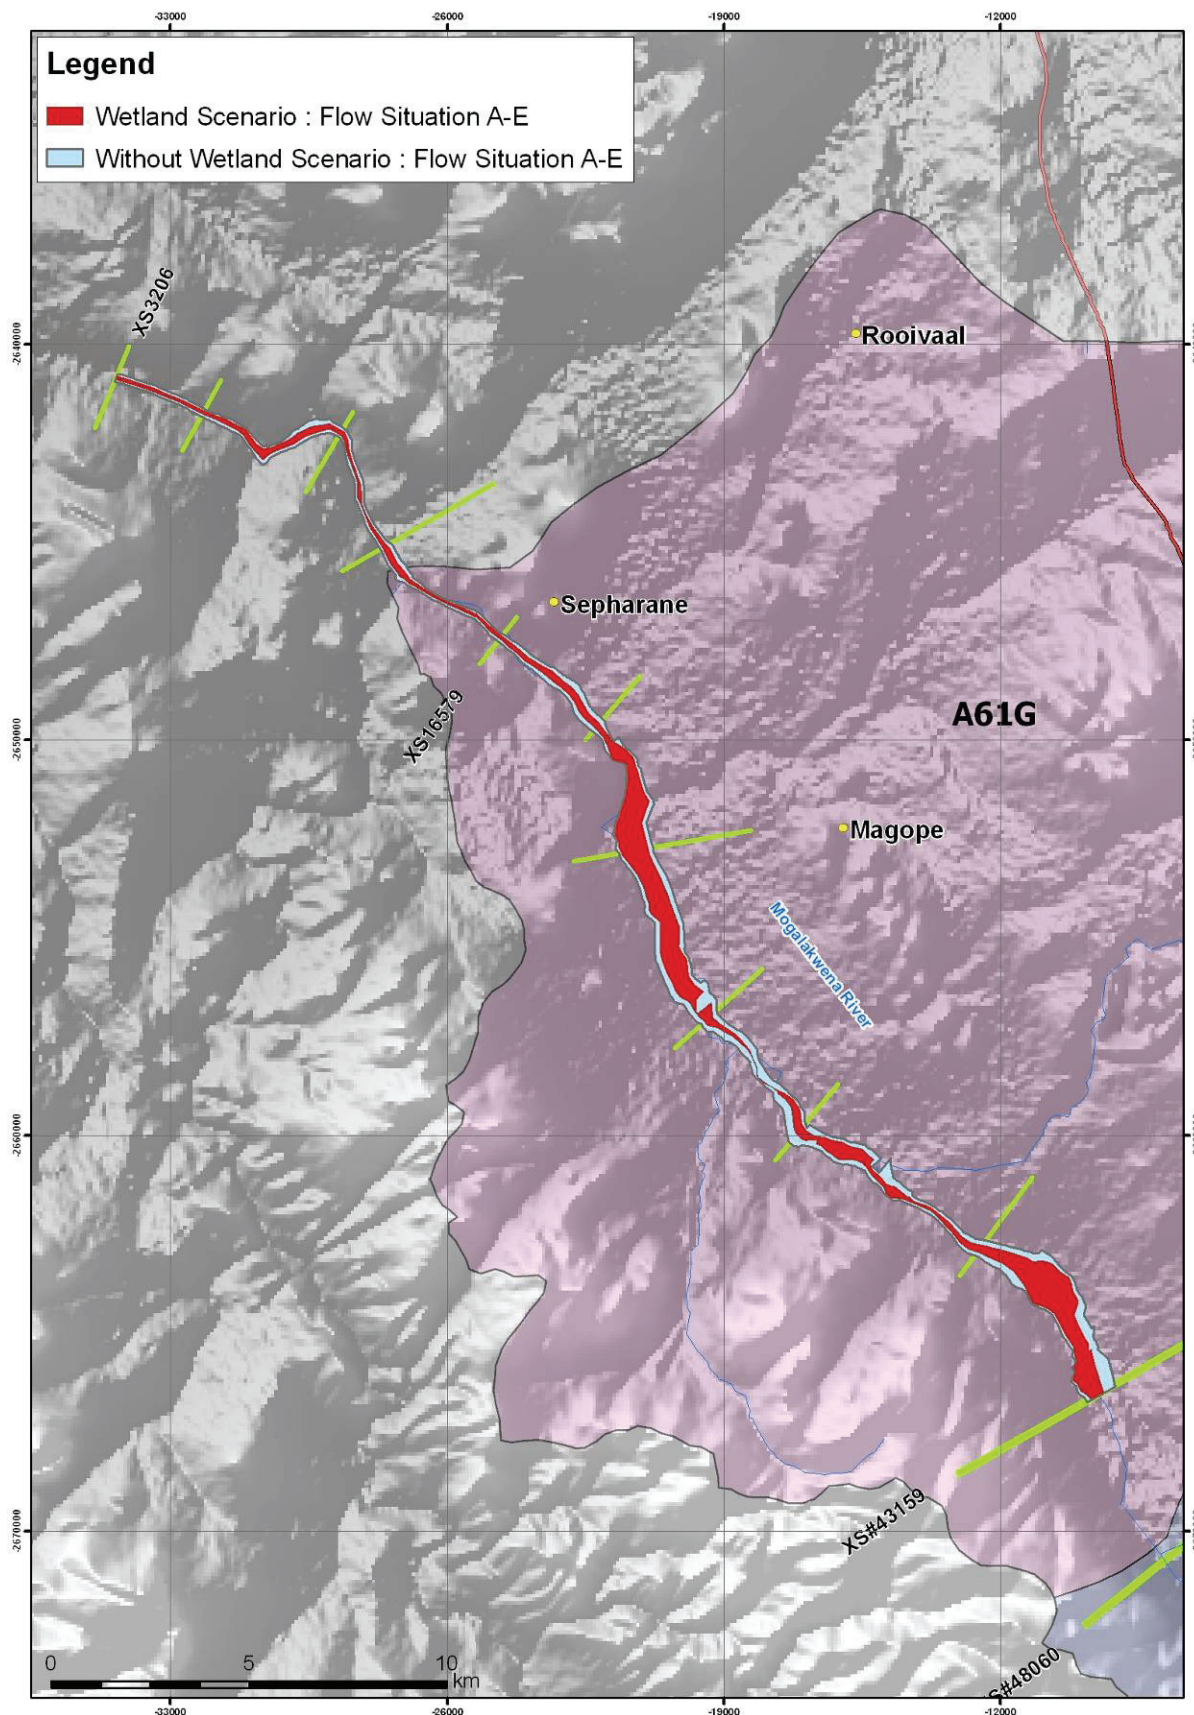 -33000
-26000
-19000
-12000
Legend
Wetland Scenario : Flow Situation A-E
Without Wetland Scenario : Flow Situation A-E
XS3206
-2640000
Rooivaal
Sepharane
XS16579
A61G
-2650000
Magope
Mogalakwena River
-2660000
XS#43159
-2670000
S#48060
0
5
10
km
-33000
-26000
-19000
-12000